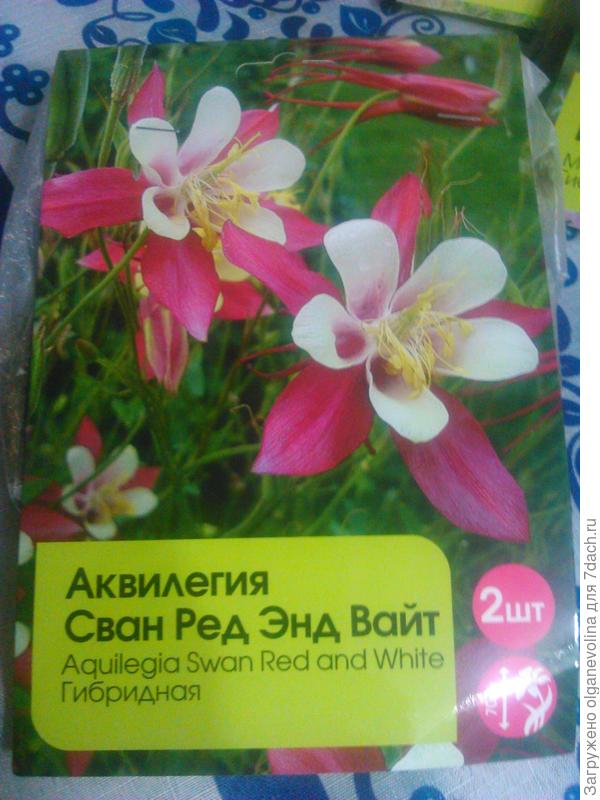 Аквилегия
Сван Ред Энд Вайт
Aquilegia Swan Red and White
Гибридная
2шт
Загружено olganevolina для 7dach.ru